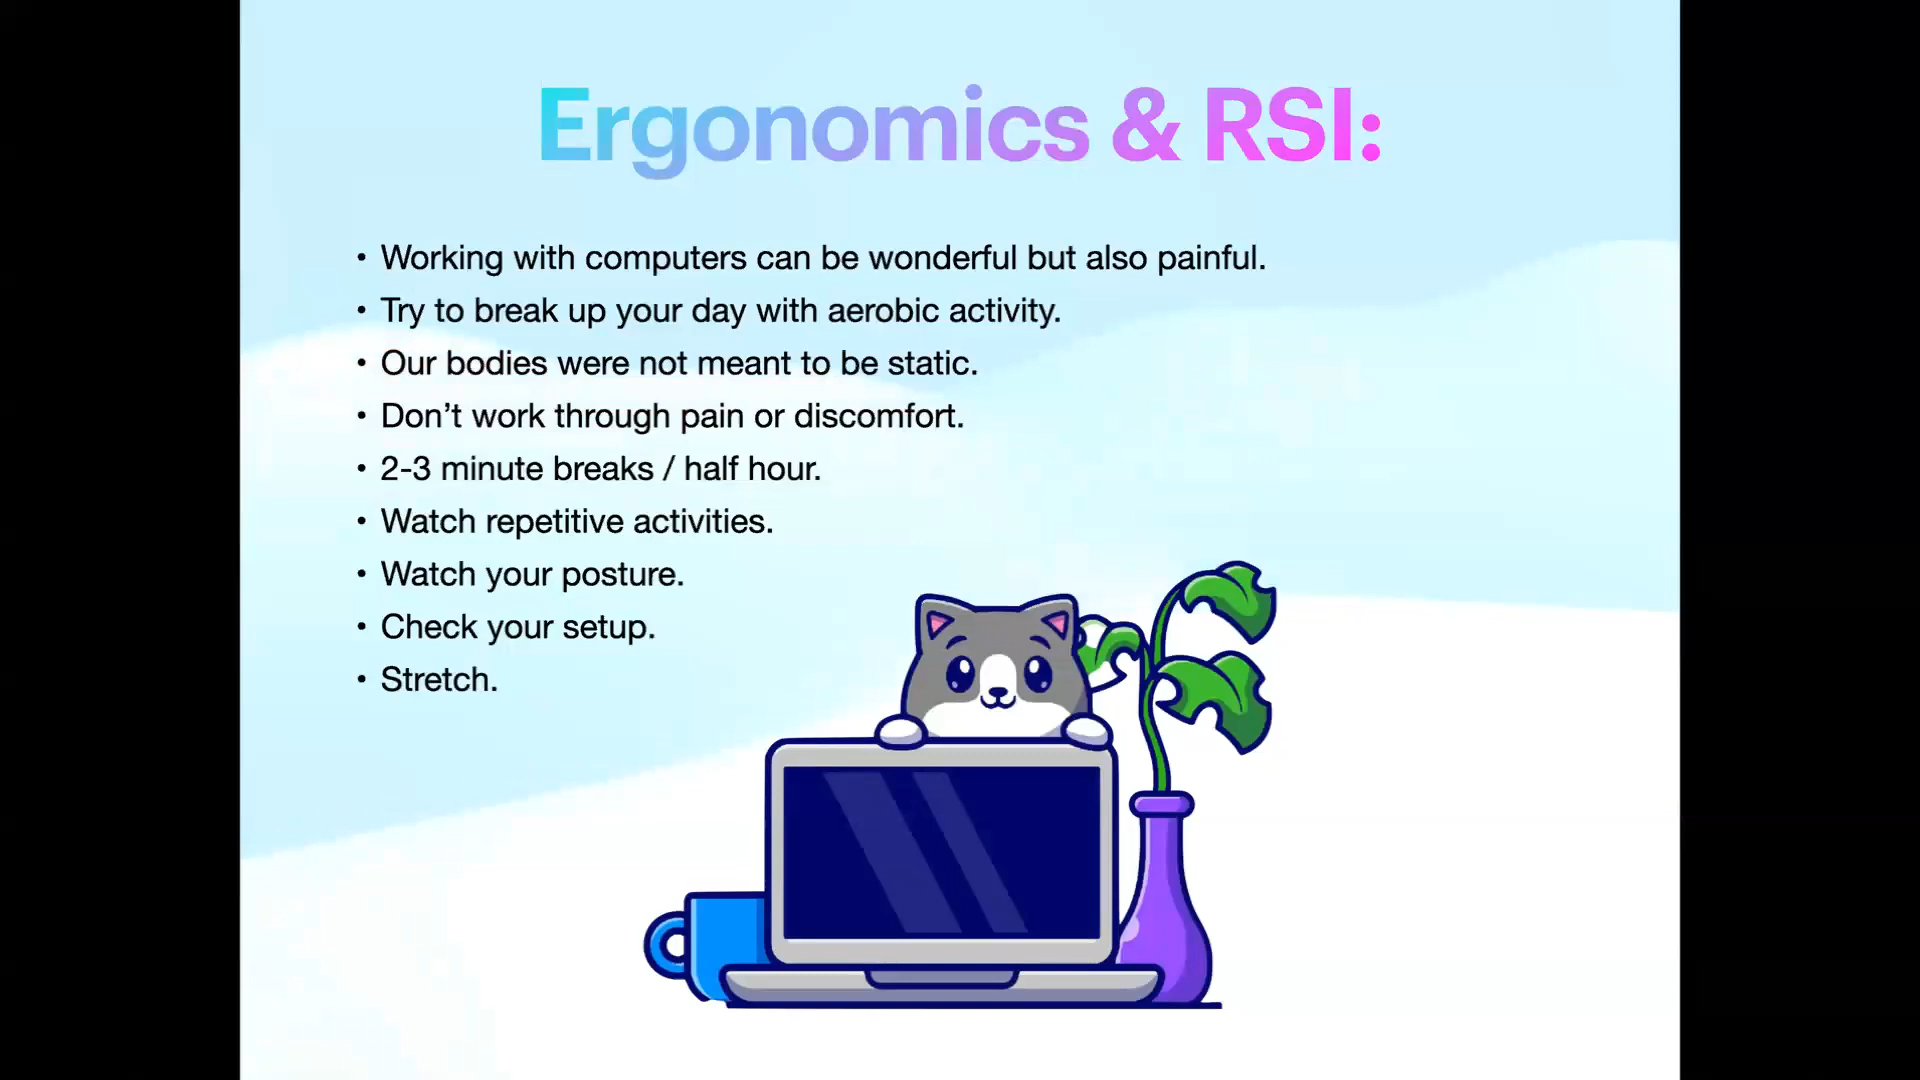 Ergonomics & RSI:
• Working with computers can be wonderful but also painful.
• Try to break up your day with aerobic activity.
• Our bodies were not meant to be static.
• Don’t work through pain or discomfort.
• 2-3 minute breaks / half hour.
• Watch repetitive activities.
• Watch your posture.
• Check your setup.
• Stretch.